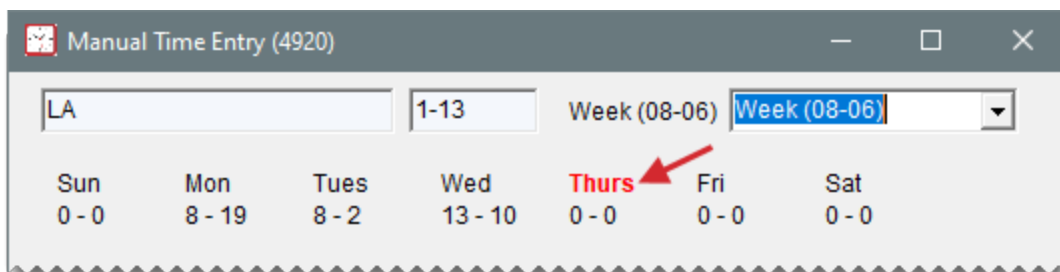 Manual Time Entry (4920)
LA 1-13 Week (08-06) Week (08-06)
Sun Mon Tues Wed Thurs Fri Sat
0 - 0 8 - 19 8 - 2 13 - 10 0 - 0 0 - 0 0 - 0